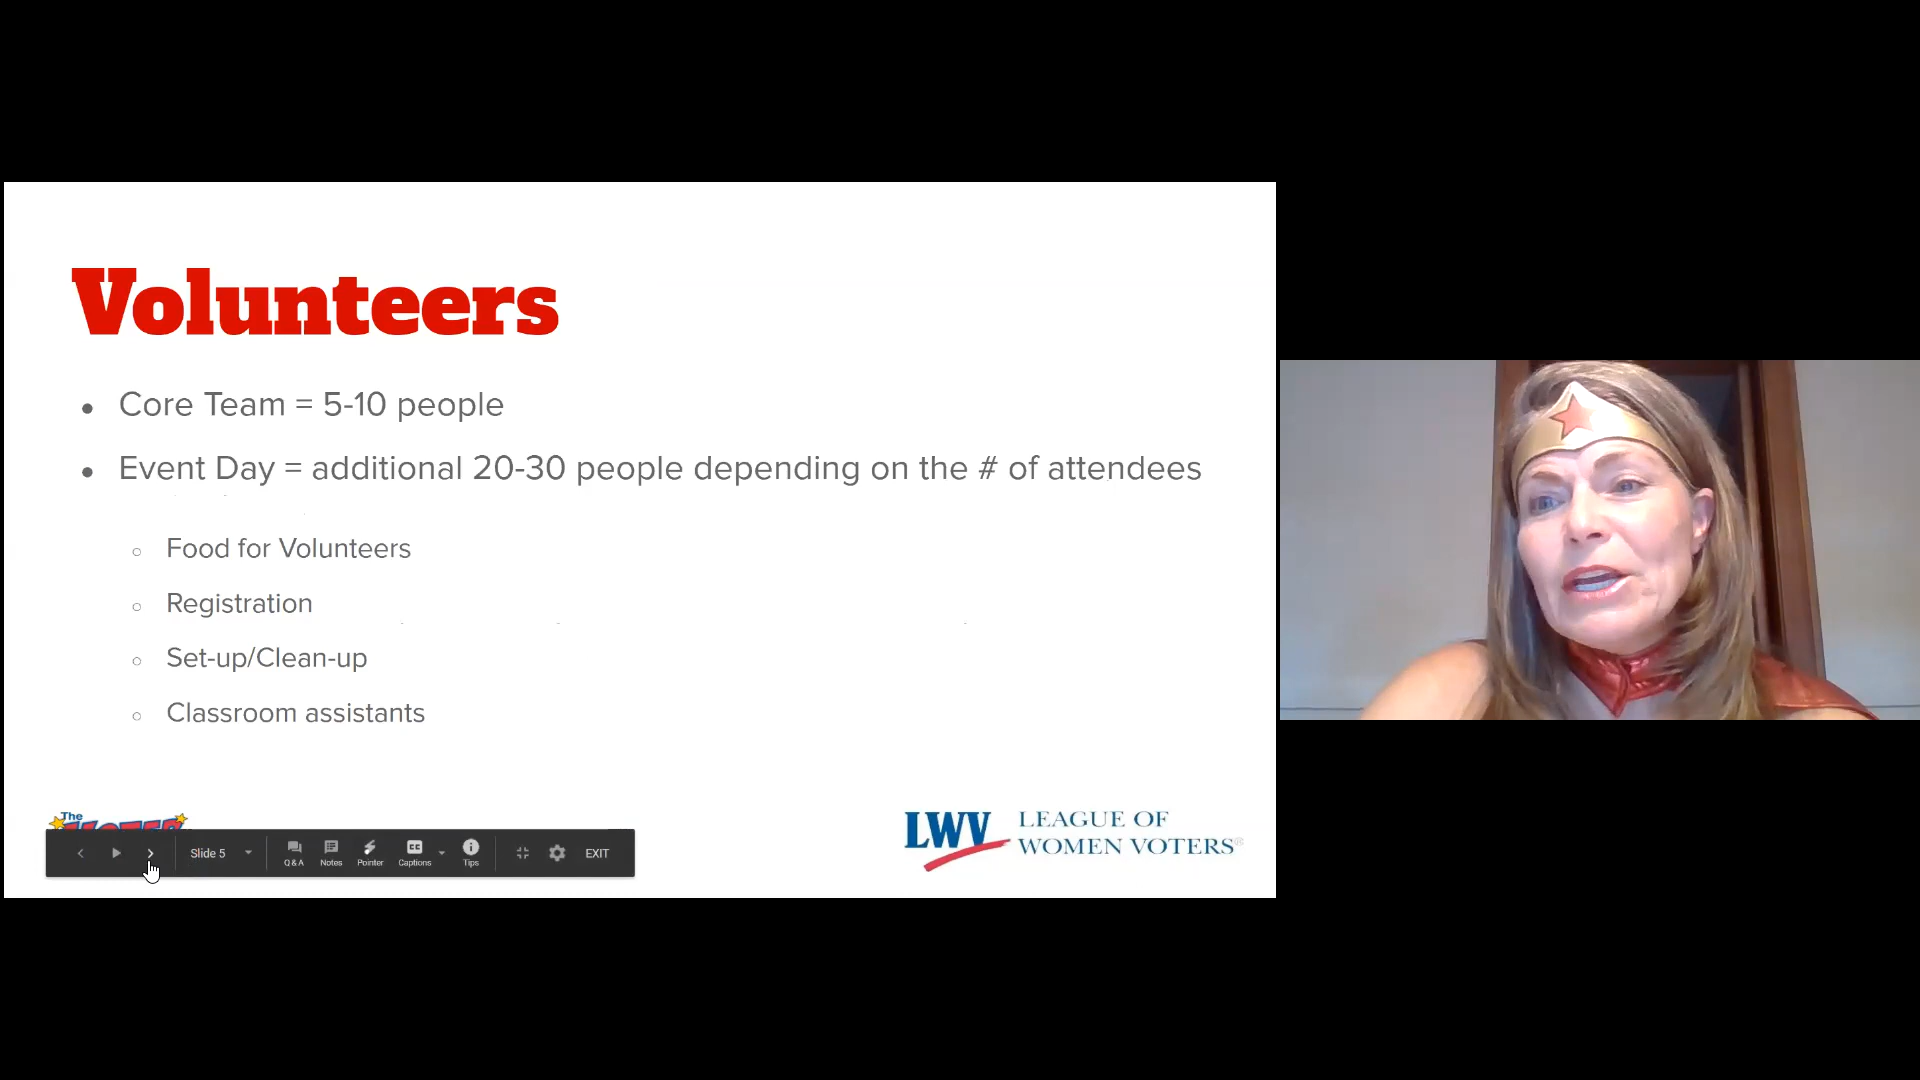 Volunteers
● Core Team = 5-10 people
● Event Day = additional 20-30 people depending on the # of attendees
○ Food for Volunteers
○ Registration
○ Set-up/Clean-up
○ Classroom assistants
The
LWV LEAGUE OF
WOMEN VOTERS®
Slide 5
Q&A Notes Pointer Captions Tips EXIT